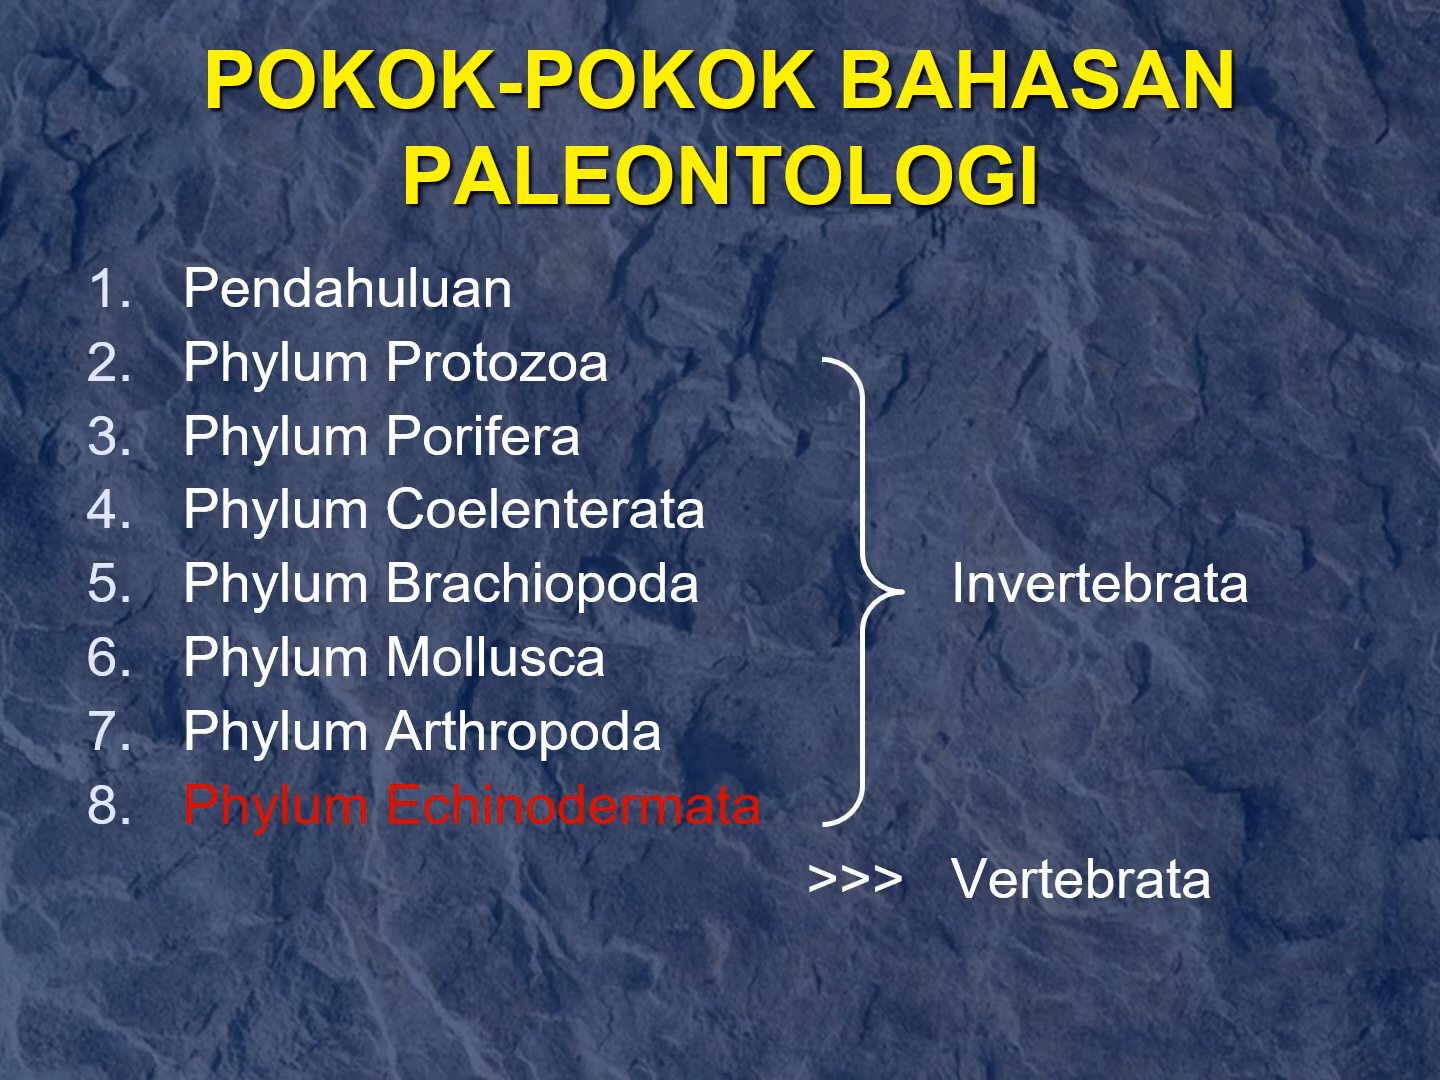 POKOK-POKOK BAHASAN
PALEONTOLOGI
1. Pendahuluan
2. Phylum Protozoa
3. Phylum Porifera
4. Phylum Coelenterata
5. Phylum Brachiopoda Invertebrata
6. Phylum Mollusca
7. Phylum Arthropoda
8. Phylum Echinodermata
>>> Vertebrata